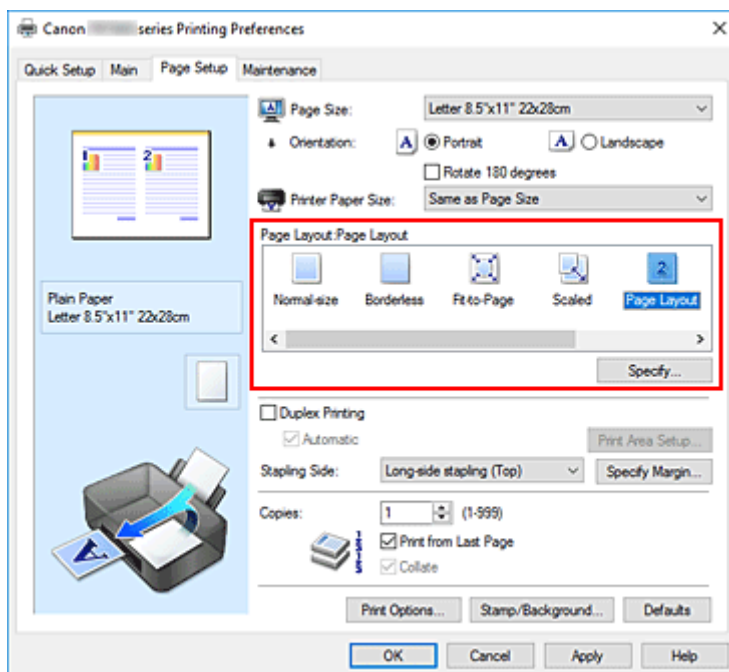 Canon series Printing Preferences
Quick Setup Main Page Setup Maintenance
1 2
Plain Paper
Letter 8.5"x11" 22x28cm
Page Size: Letter 8.5"x11" 22x28cm
Orientation: A Portrait A Landscape
Rotate 180 degrees
Printer Paper Size: Same as Page Size
Page Layout:Page Layout
2
Normal-size Borderless Fit-to-Page Scaled Page Layout
Specify...
Duplex Printing
Automatic Print Area Setup...
Stapling Side: Long-side stapling (Top) Specify Margin...
Copies: 1 (1-999)
Print from Last Page
Collate
Print Options... Stamp/Background... Defaults
OK Cancel Apply Help